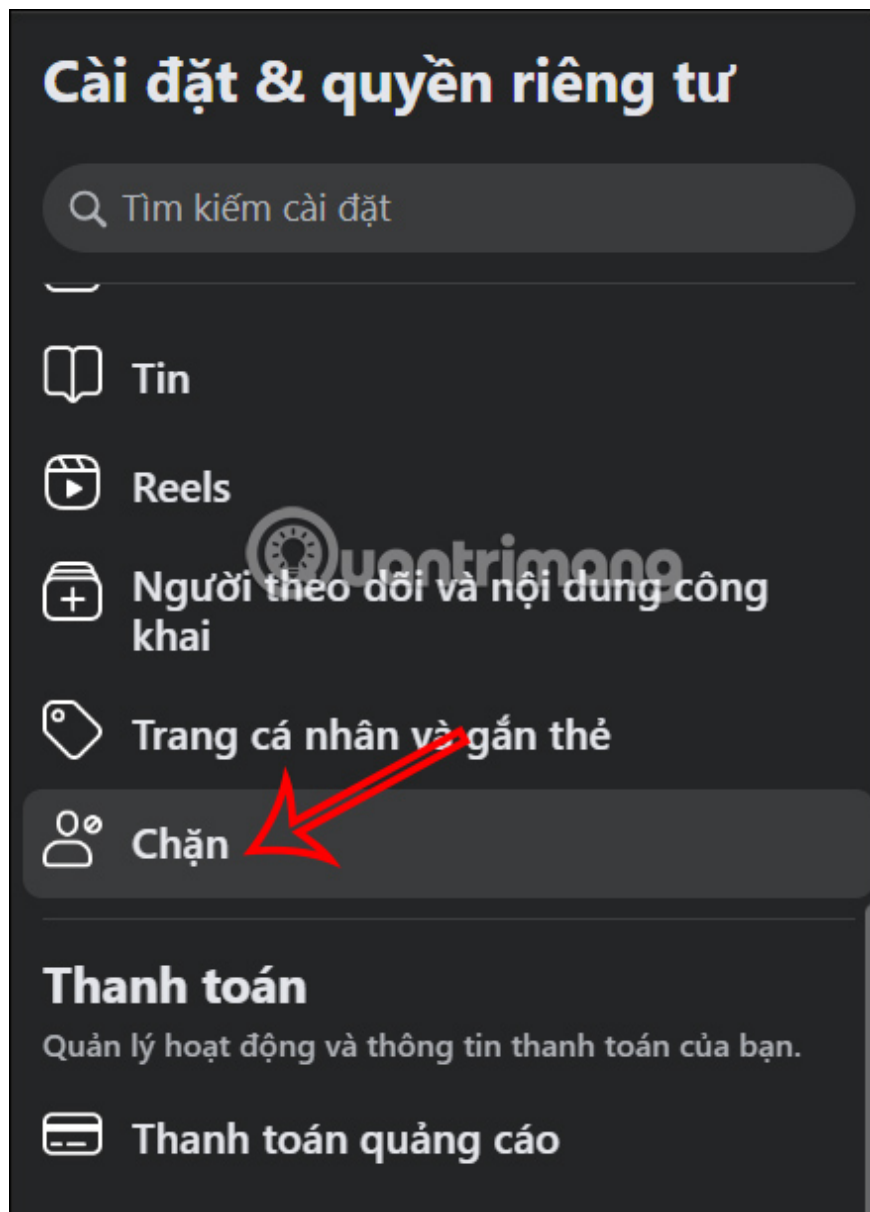 Cài đặt & quyền riêng tư
Tìm kiếm cài đặt
Tin
Reels
Quantrimang
Người theo dõi và nội dung công
khai
Trang cá nhân và gắn thẻ
Chặn
Thanh toán
Quản lý hoạt động và thông tin thanh toán của bạn.
Thanh toán quảng cáo